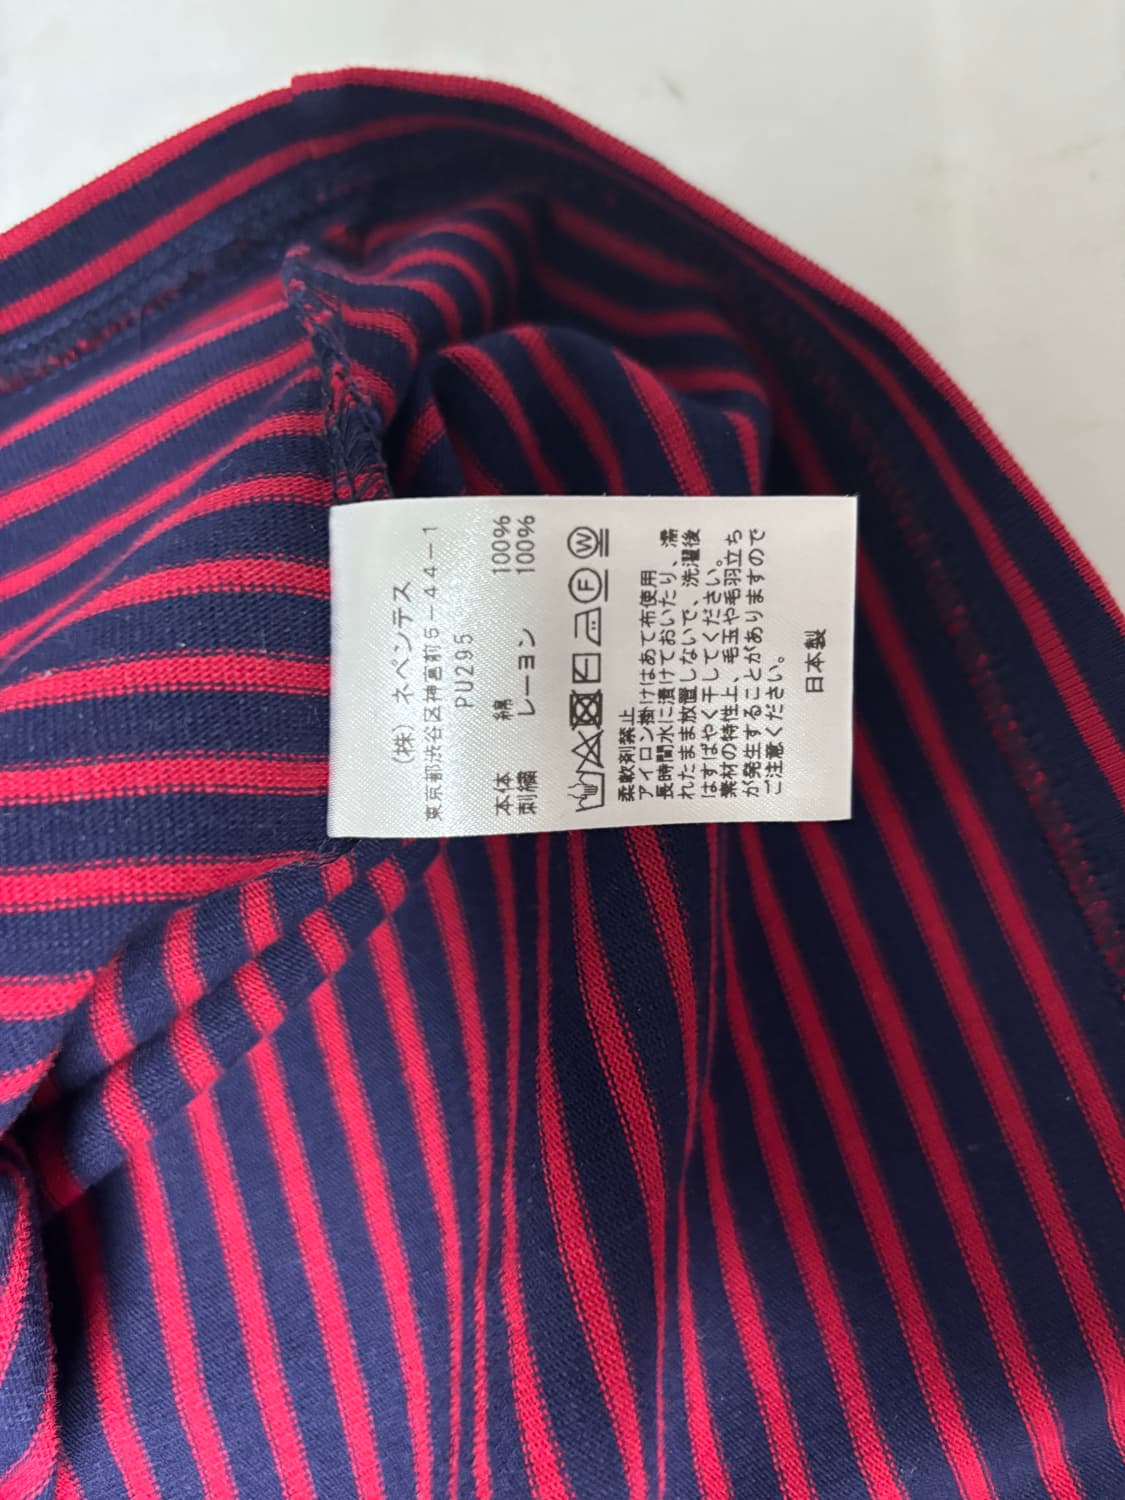 (株) ネペンテス
東京都渋谷区神宮前5-44-1
PU295
本体 綿 100%
刺繍 レーヨン 100%
W F
柔軟剤禁止
アイロン掛けはあて布使用
長時間水に漬けておいたり、濡
れたまま放置しないで、洗濯後
はすばやく干してください。
素材の特性上、毛玉や毛羽立ち
が発生することがありますので
ご注意ください。
日本製